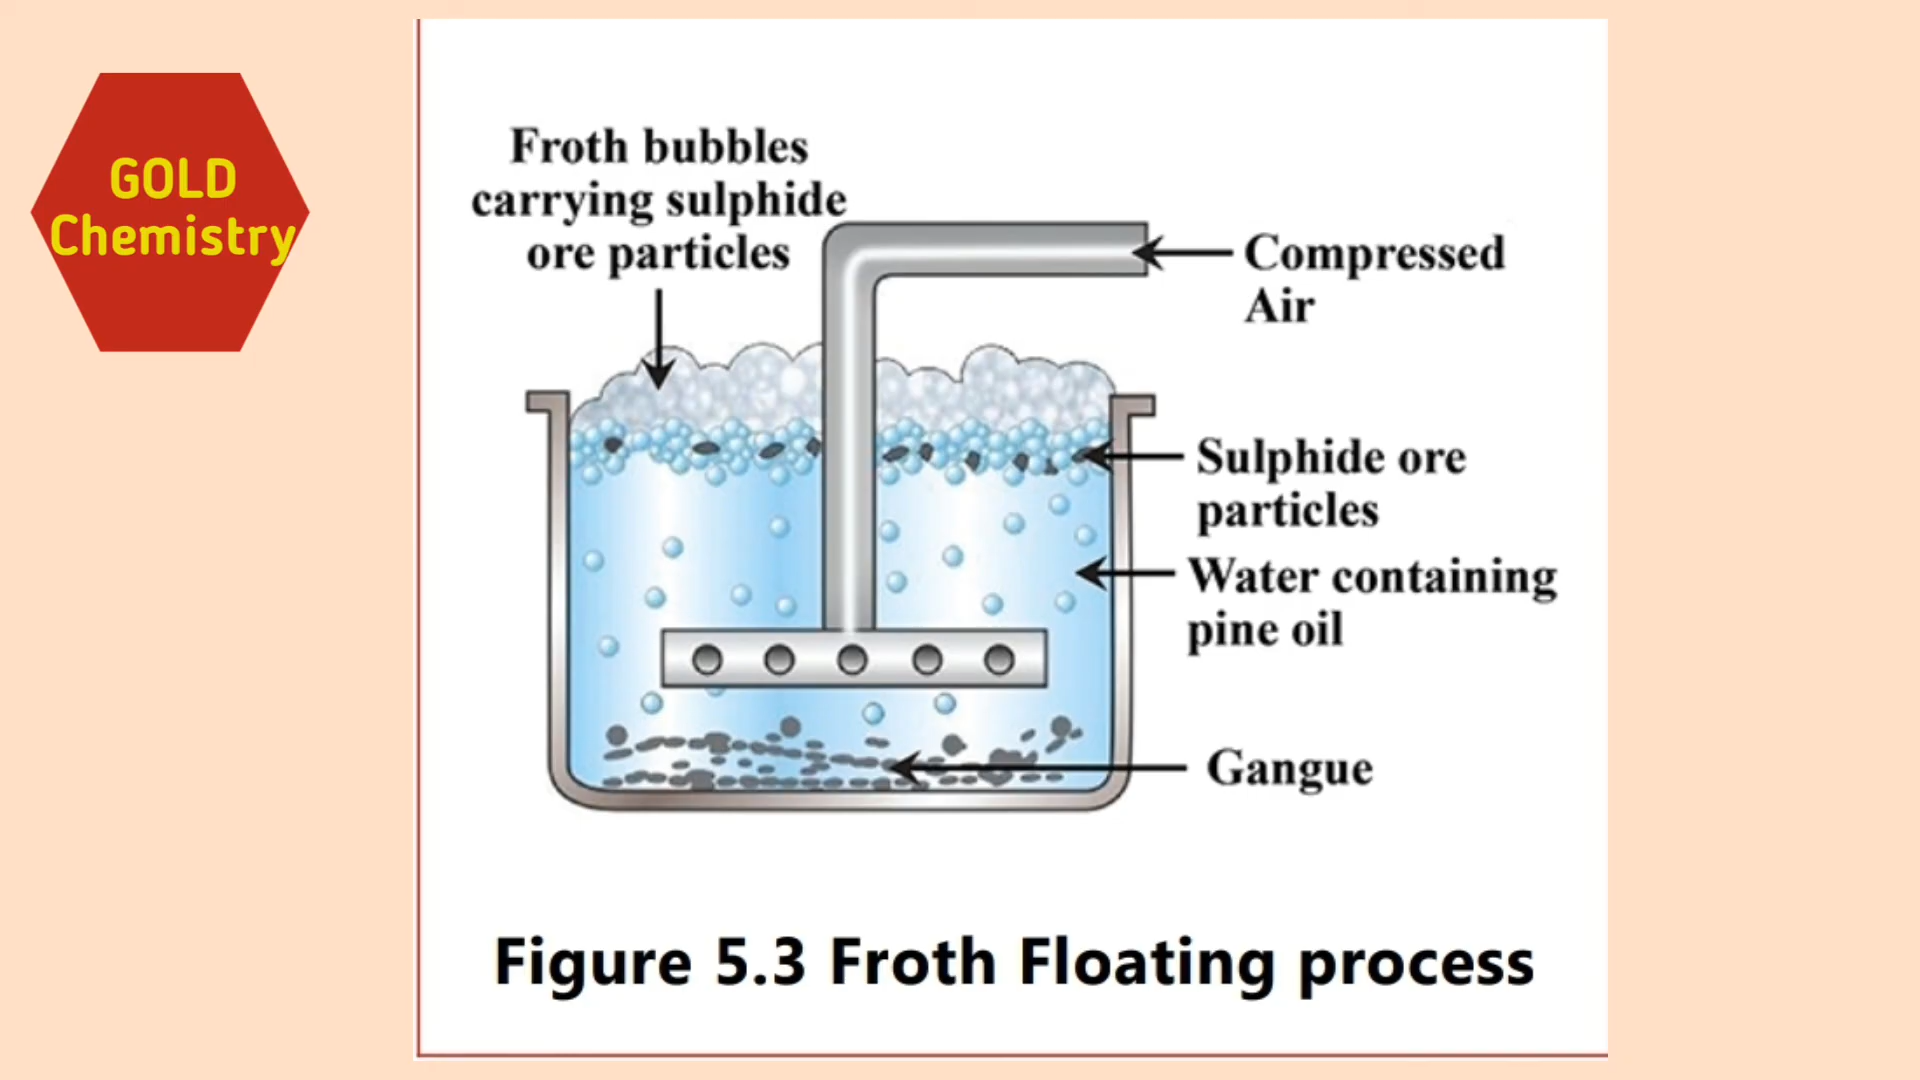 GOLD
Chemistry
Froth bubbles
carrying sulphide
ore particles
Compressed
Air
Sulphide ore
particles
Water containing
pine oil
Gangue
Figure 5.3 Froth Floating process